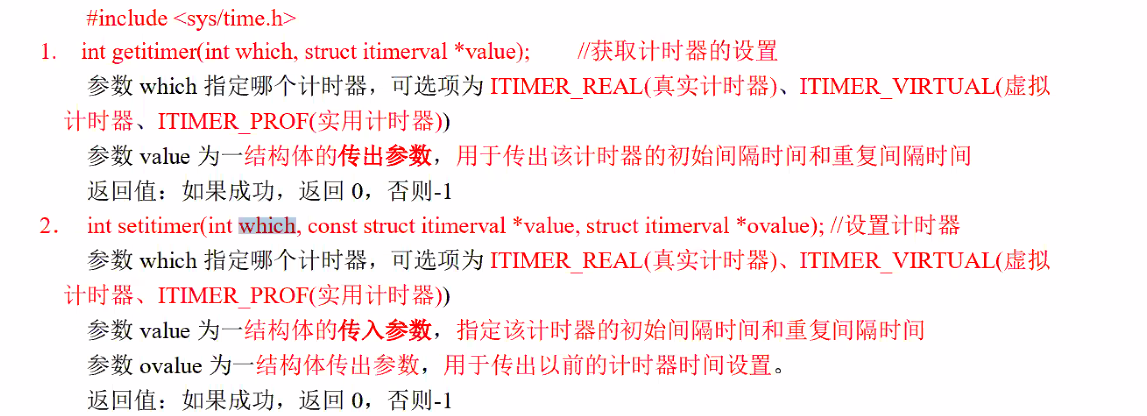 #include <sys/time.h>
1. int getitimer(int which, struct itimerval *value); //获取计时器的设置
参数 which 指定哪个计时器，可选项为 ITIMER_REAL(真实计时器)、ITIMER_VIRTUAL(虚拟
计时器、ITIMER_PROF(实用计时器))
参数 value 为一结构体的传出参数，用于传出该计时器的初始间隔时间和重复间隔时间
返回值：如果成功，返回 0，否则-1
2. int setitimer(int which, const struct itimerval *value, struct itimerval *ovalue); //设置计时器
参数 which 指定哪个计时器，可选项为 ITIMER_REAL(真实计时器)、ITIMER_VIRTUAL(虚拟
计时器、ITIMER_PROF(实用计时器))
参数 value 为一结构体的传入参数，指定该计时器的初始间隔时间和重复间隔时间
参数 ovalue 为一结构体传出参数，用于传出以前的计时器时间设置。
返回值：如果成功，返回 0，否则-1